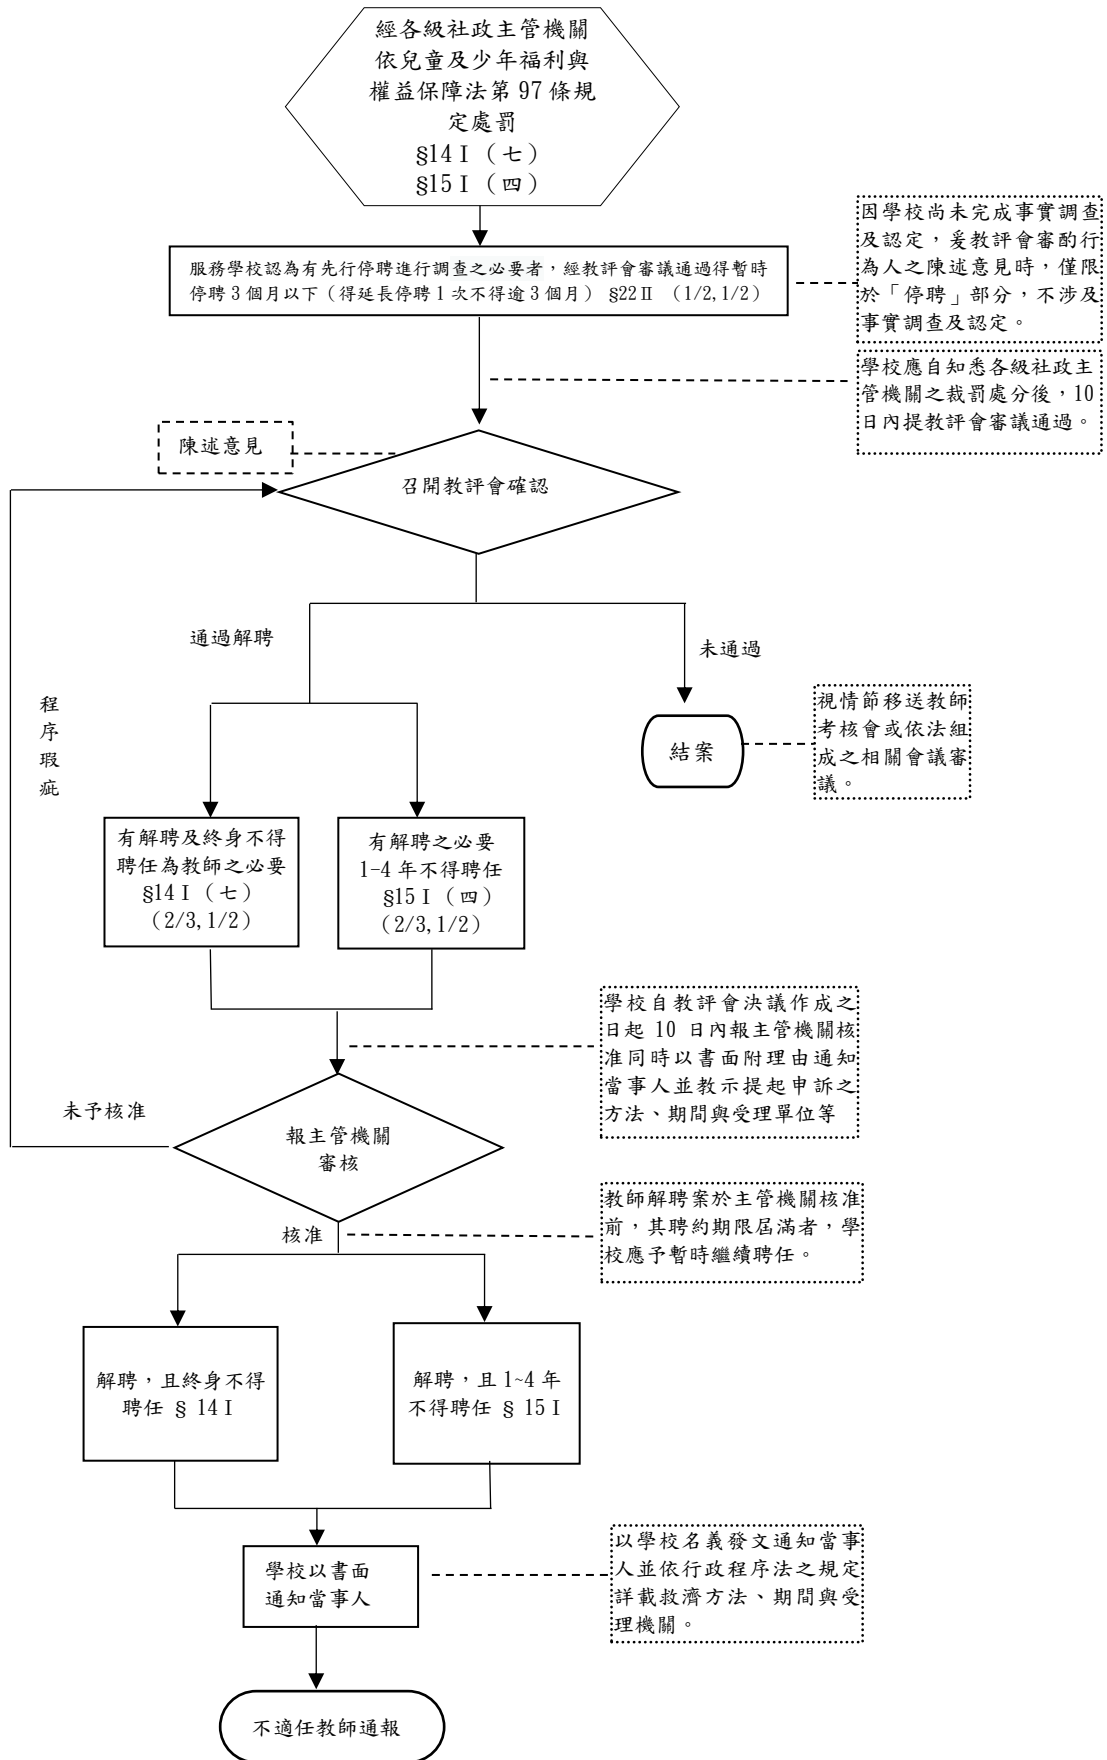 經各級社政主管機關
依兒童及少年福利與
權益保障法第 97 條規
定處罰
§14Ⅰ（七）
§15Ⅰ（四）
服務學校認為有先行停聘進行調查之必要者，經教評會審議通過得暫時
停聘 3 個月以下（得延長停聘 1 次不得逾 3 個月） §22Ⅱ （1/2, 1/2）
因學校尚未完成事實調查
及認定，爰教評會審酌行
為人之陳述意見時，僅限
於「停聘」部分，不涉及
事實調查及認定。
學校應自知悉各級社政主
管機關之裁罰處分後，10
日內提教評會審議通過。
陳述意見
召開教評會確認
通過解聘
未通過
程
序
瑕
疵
結案
視情節移送教師
考核會或依法組
成之相關會議審
議。
有解聘及終身不得
聘任為教師之必要
§14Ⅰ（七）
（2/3, 1/2）
有解聘之必要
1-4 年不得聘任
§15Ⅰ（四）
（2/3, 1/2）
學校自教評會決議作成之
日起 10 日內報主管機關核
准同時以書面附理由通知
當事人並教示提起申訴之
方法、期間與受理單位等
未予核准
報主管機關
審核
核准
教師解聘案於主管機關核准
前，其聘約期限屆滿者，學
校應予暫時繼續聘任。
解聘，且終身不得
聘任 § 14Ⅰ
解聘，且 1~4 年
不得聘任 § 15Ⅰ
學校以書面
通知當事人
以學校名義發文通知當事
人並依行政程序法之規定
詳載救濟方法、期間與受
理機關。
不適任教師通報